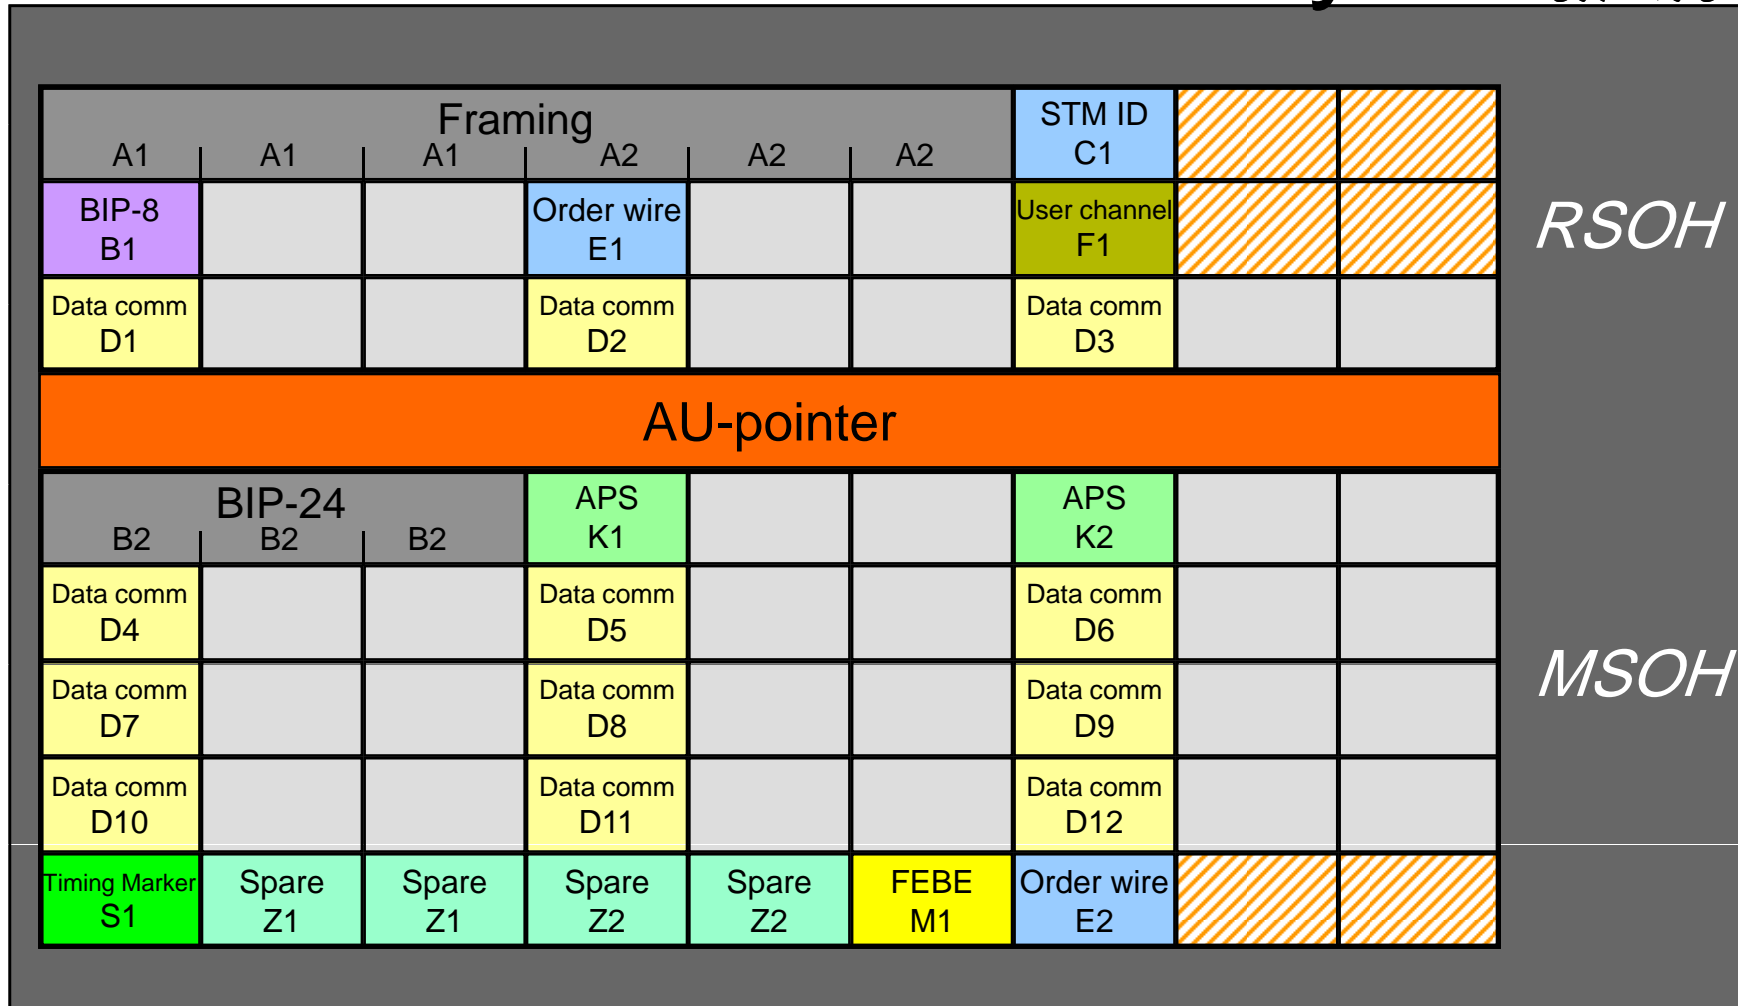 Framing
A1 A1 A1 A2 A2 A2
STM ID
C1
BIP-8
B1
Order wire
E1
User channel
F1
RSOH
Data comm
D1
Data comm
D2
Data comm
D3
AU-pointer
BIP-24
B2 B2 B2
APS
K1
APS
K2
Data comm
D4
Data comm
D5
Data comm
D6
MSOH
Data comm
D7
Data comm
D8
Data comm
D9
Data comm
D10
Data comm
D11
Data comm
D12
Timing Marker
S1
Spare
Z1
Spare
Z1
Spare
Z2
Spare
Z2
FEBE
M1
Order wire
E2